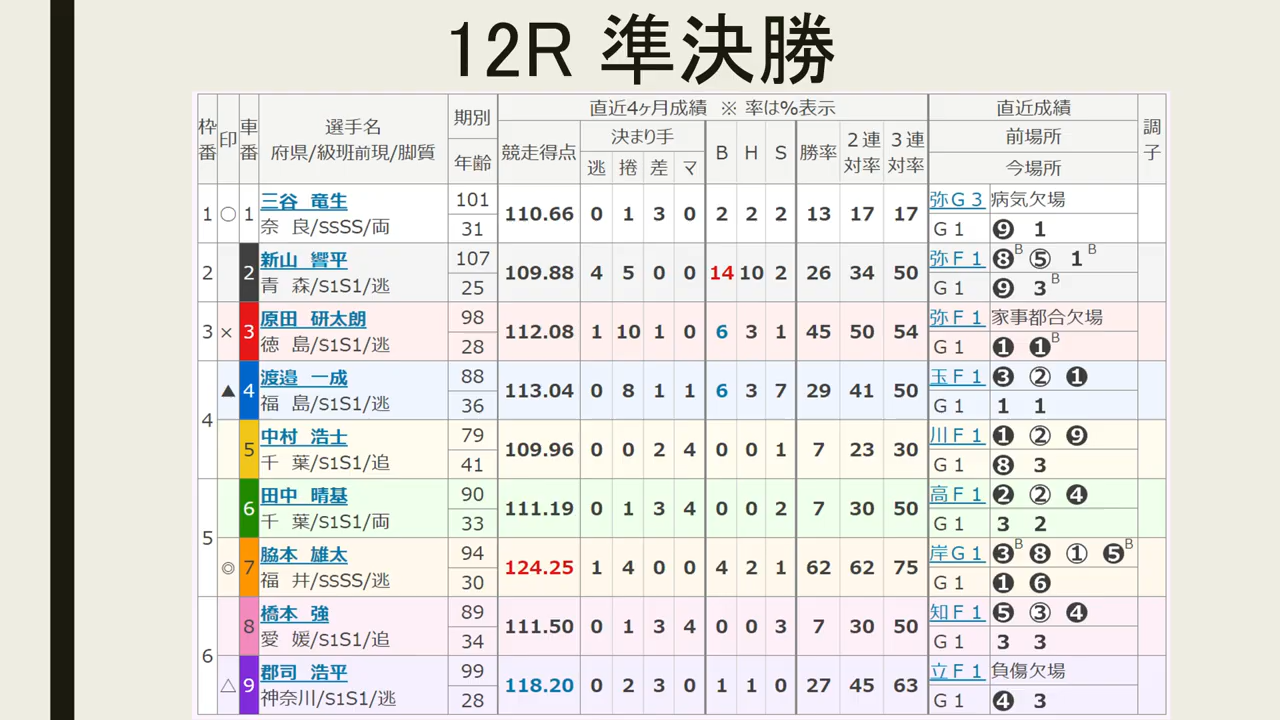 12R 準決勝
枠番 印 車番 選手名 府県/級班前現/脚質 期別 年齢 直近4ヶ月成績 ※ 率は%表示 直近成績 調子
競走得点 決まり手 B H S 勝率 2連対率 3連対率 前場所
逃 捲 差 マ 今場所
1 ○ 1 三谷 竜生 101 110.66 0 1 3 0 2 2 2 13 17 17 弥G3 病気欠場
奈 良/SSSS/両 31 G1 ❾ 1
2 2 新山 響平 107 109.88 4 5 0 0 14 10 2 26 34 50 弥F1 ❽B ⑤ 1B
青 森/S1S1/逃 25 G1 ❾ 3B
3 × 3 原田 研太朗 98 112.08 1 10 1 0 6 3 1 45 50 54 弥F1 家事都合欠場
徳 島/S1S1/逃 28 G1 ❶ ❶B
4 ▲ 4 渡邉 一成 88 113.04 0 8 1 1 6 3 7 29 41 50 玉F1 ❸ ② ❶
福 島/S1S1/逃 36 G1 1 1
5 中村 浩士 79 109.96 0 0 2 4 0 0 1 7 23 30 川F1 ❶ ② ❾
千 葉/S1S1/追 41 G1 ❽ 3
5 6 田中 晴基 90 111.19 0 1 3 4 0 0 2 7 30 50 高F1 ❷ ② ❹
千 葉/S1S1/両 33 G1 3 2
◎ 7 脇本 雄太 94 124.25 1 4 0 0 4 2 1 62 62 75 岸G1 ❸B ❽ ① ❺B
福 井/SSSS/逃 30 G1 ❶ ❻
6 8 橋本 強 89 111.50 0 1 3 4 0 0 3 7 30 50 知F1 ❺ ③ ❹
愛 媛/S1S1/追 34 G1 3 3
△ 9 郡司 浩平 99 118.20 0 2 3 0 1 1 0 27 45 63 立F1 負傷欠場
神奈川/S1S1/逃 28 G1 ❹ 3